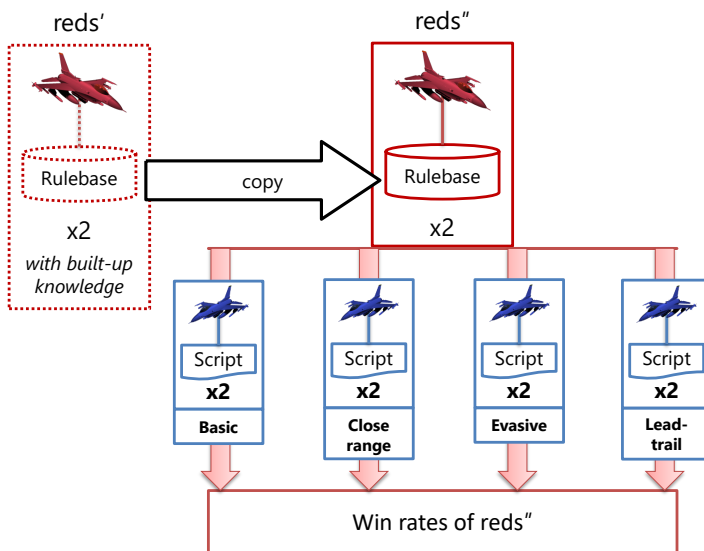 reds′
reds″
Rulebase
copy
Rulebase
x2
x2
with built-up
knowledge
Script
Script
Script
Script
x2
x2
x2
x2
Basic
Close
range
Evasive
Lead-
trail
Win rates of reds″